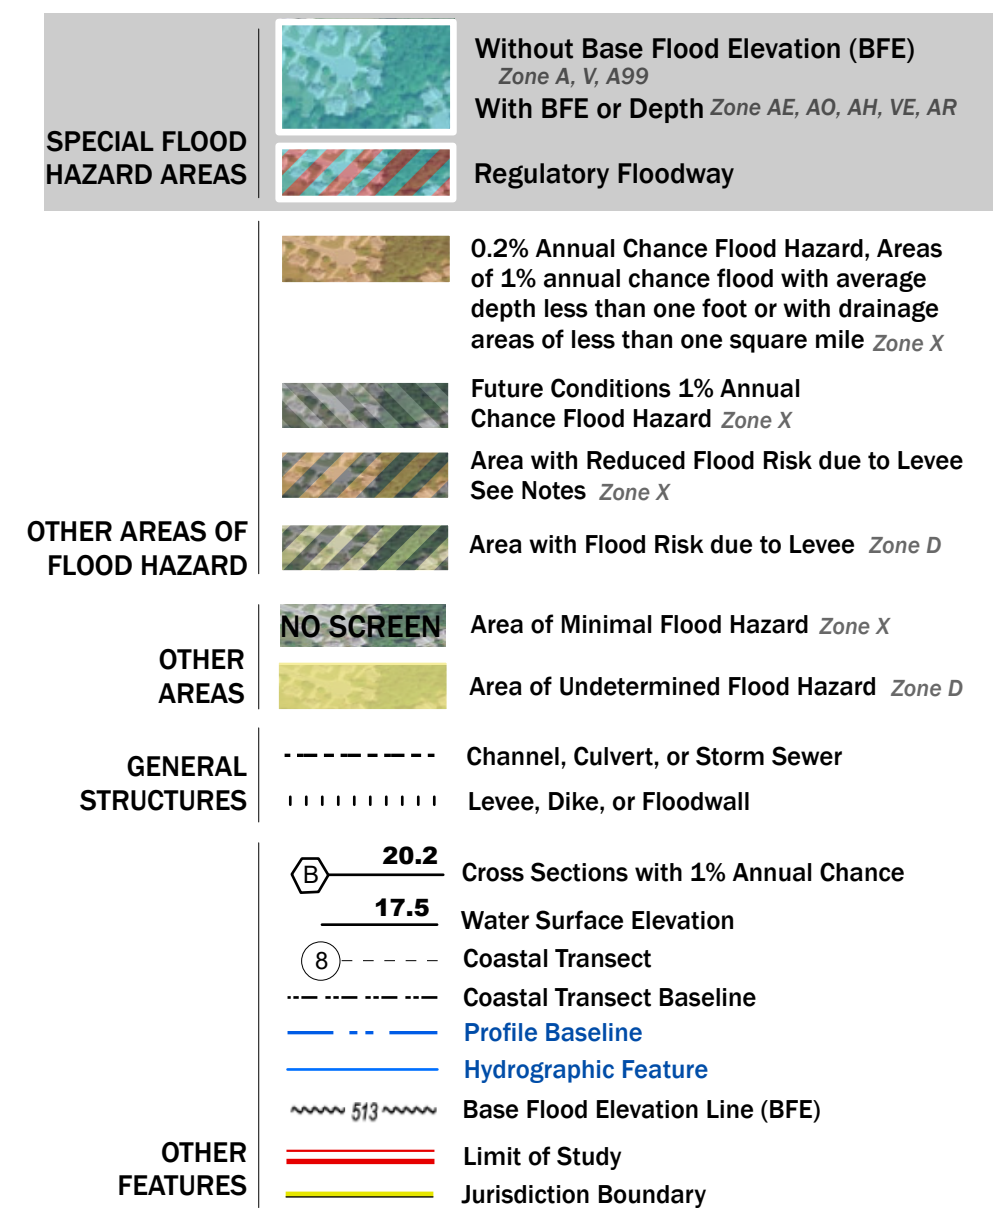 SPECIAL FLOOD
HAZARD AREAS
Without Base Flood Elevation (BFE)
Zone A, V, A99
With BFE or Depth Zone AE, AO, AH, VE, AR
Regulatory Floodway
OTHER AREAS OF
FLOOD HAZARD
0.2% Annual Chance Flood Hazard, Areas
of 1% annual chance flood with average
depth less than one foot or with drainage
areas of less than one square mile Zone X
Future Conditions 1% Annual
Chance Flood Hazard Zone X
Area with Reduced Flood Risk due to Levee
See Notes Zone X
Area with Flood Risk due to Levee Zone D
OTHER
AREAS
NO SCREEN Area of Minimal Flood Hazard Zone X
Area of Undetermined Flood Hazard Zone D
GENERAL
STRUCTURES
Channel, Culvert, or Storm Sewer
Levee, Dike, or Floodwall
OTHER
FEATURES
B 20.2 Cross Sections with 1% Annual Chance
17.5 Water Surface Elevation
8 Coastal Transect
Coastal Transect Baseline
Profile Baseline
Hydrographic Feature
513 Base Flood Elevation Line (BFE)
Limit of Study
Jurisdiction Boundary